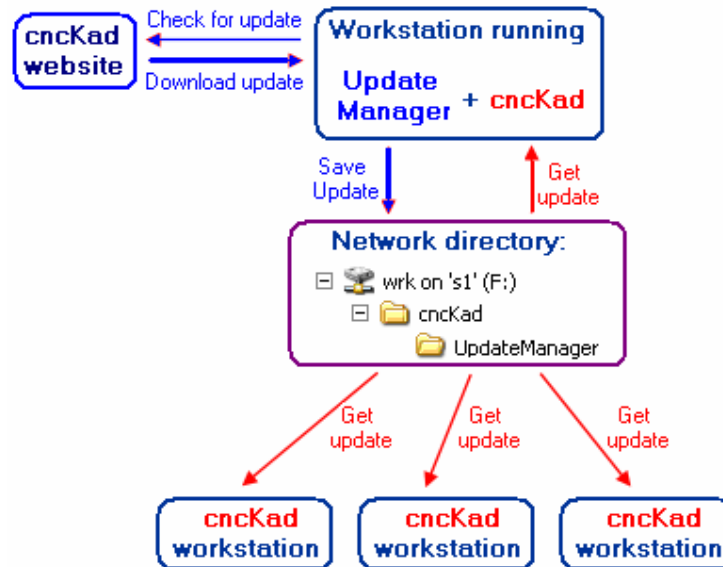 Check for update
cncKad
website
Download update
Workstation running
Update
Manager + cncKad
Save
Update
Get
update
Network directory:
wrk on 's1' (F:)
cncKad
UpdateManager
Get
update
Get
update
Get
update
cncKad
workstation
cncKad
workstation
cncKad
workstation